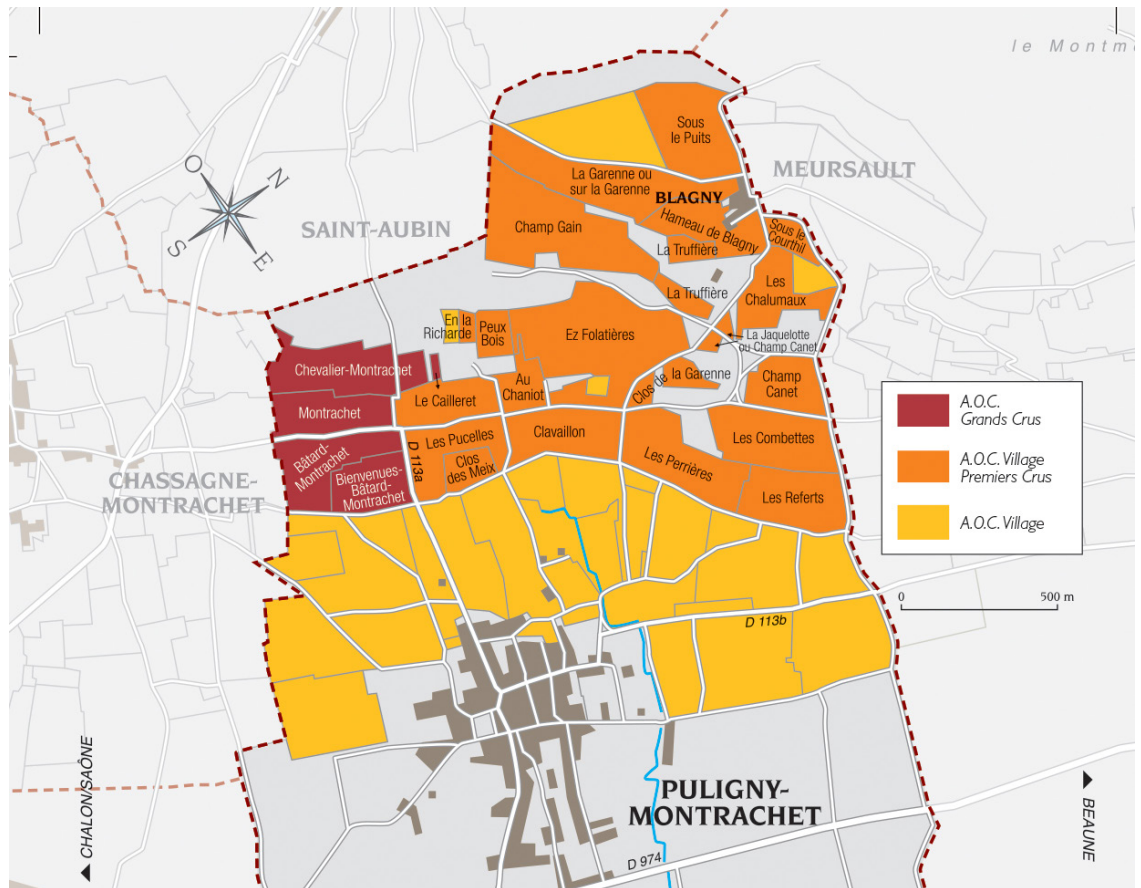 le Montm
Sous
le Puits
MEURSAULT
O
N
S
E
SAINT-AUBIN
La Garenne ou
sur la Garenne
BLAGNY
Hameau de Blagny
Sous le
Courthil
Champ Gain
La Truffière
La Truffière
Les
Chalumaux
En la
Richarde
Peux
Bois
Ez Folatières
La Jaquelotte
ou Champ Canet
Chevalier-Montrachet
Au
Chaniot
Clos de
la Garenne
Champ
Canet
Le Cailleret
Montrachet
D 113a
Les Pucelles
Clavaillon
Les Combettes
Clos
des Meix
Bâtard-
Montrachet
Bienvenues-
Bâtard-
Montrachet
Les Perrières
Les Referts
CHASSAGNE-
MONTRACHET
A.O.C.
Grands Crus
A.O.C. Village
Premiers Crus
A.O.C. Village
0 500 m
D 113b
PULIGNY-
MONTRACHET
D 974
CHALON/SAÔNE
BEAUNE